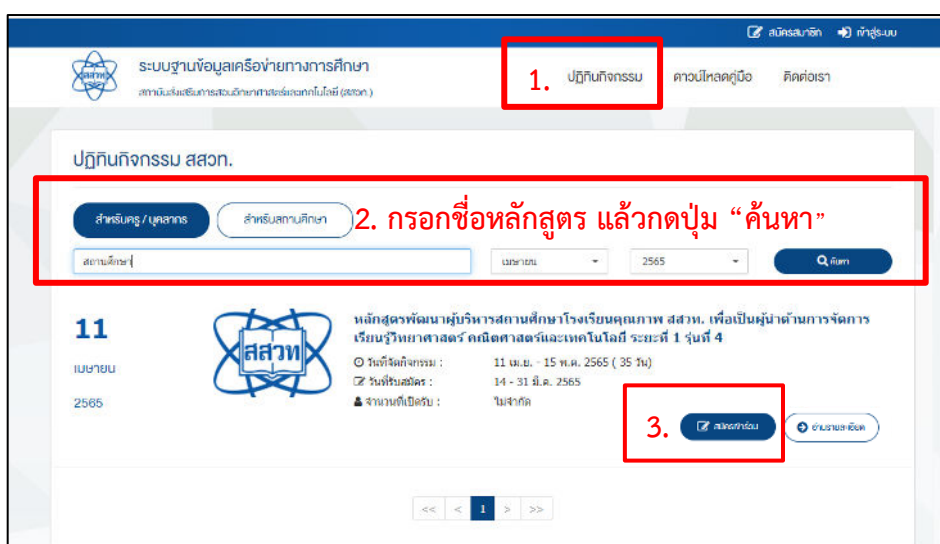 สมัครสมาชิก เข้าสู่ระบบ
สสวท
ระบบฐานข้อมูลเครือข่ายทางการศึกษา
สถาบันส่งเสริมการสอนวิทยาศาสตร์และเทคโนโลยี (สสวท.)
1. ปฏิทินกิจกรรม ดาวน์โหลดคู่มือ ติดต่อเรา
ปฏิทินกิจกรรม สสวท.
สำหรับครู / บุคลากร สำหรับสถานศึกษา 2. กรอกชื่อหลักสูตร แล้วกดปุ่ม “ค้นหา”
สถานศึกษา เมษายน 2565 ค้นหา
11
เมษายน
2565
สสวท
หลักสูตรพัฒนาผู้บริหารสถานศึกษาโรงเรียนคุณภาพ สสวท. เพื่อเป็นผู้นำด้านการจัดการ
เรียนรู้วิทยาศาสตร์ คณิตศาสตร์และเทคโนโลยี ระยะที่ 1 รุ่นที่ 4
วันที่จัดกิจกรรม : 11 เม.ย. - 15 พ.ค. 2565 ( 35 วัน)
วันที่รับสมัคร : 14 - 31 มี.ค. 2565
จำนวนที่เปิดรับ : ไม่จำกัด
3. สมัครเข้าร่วม อ่านรายละเอียด
<< < 1 > >>